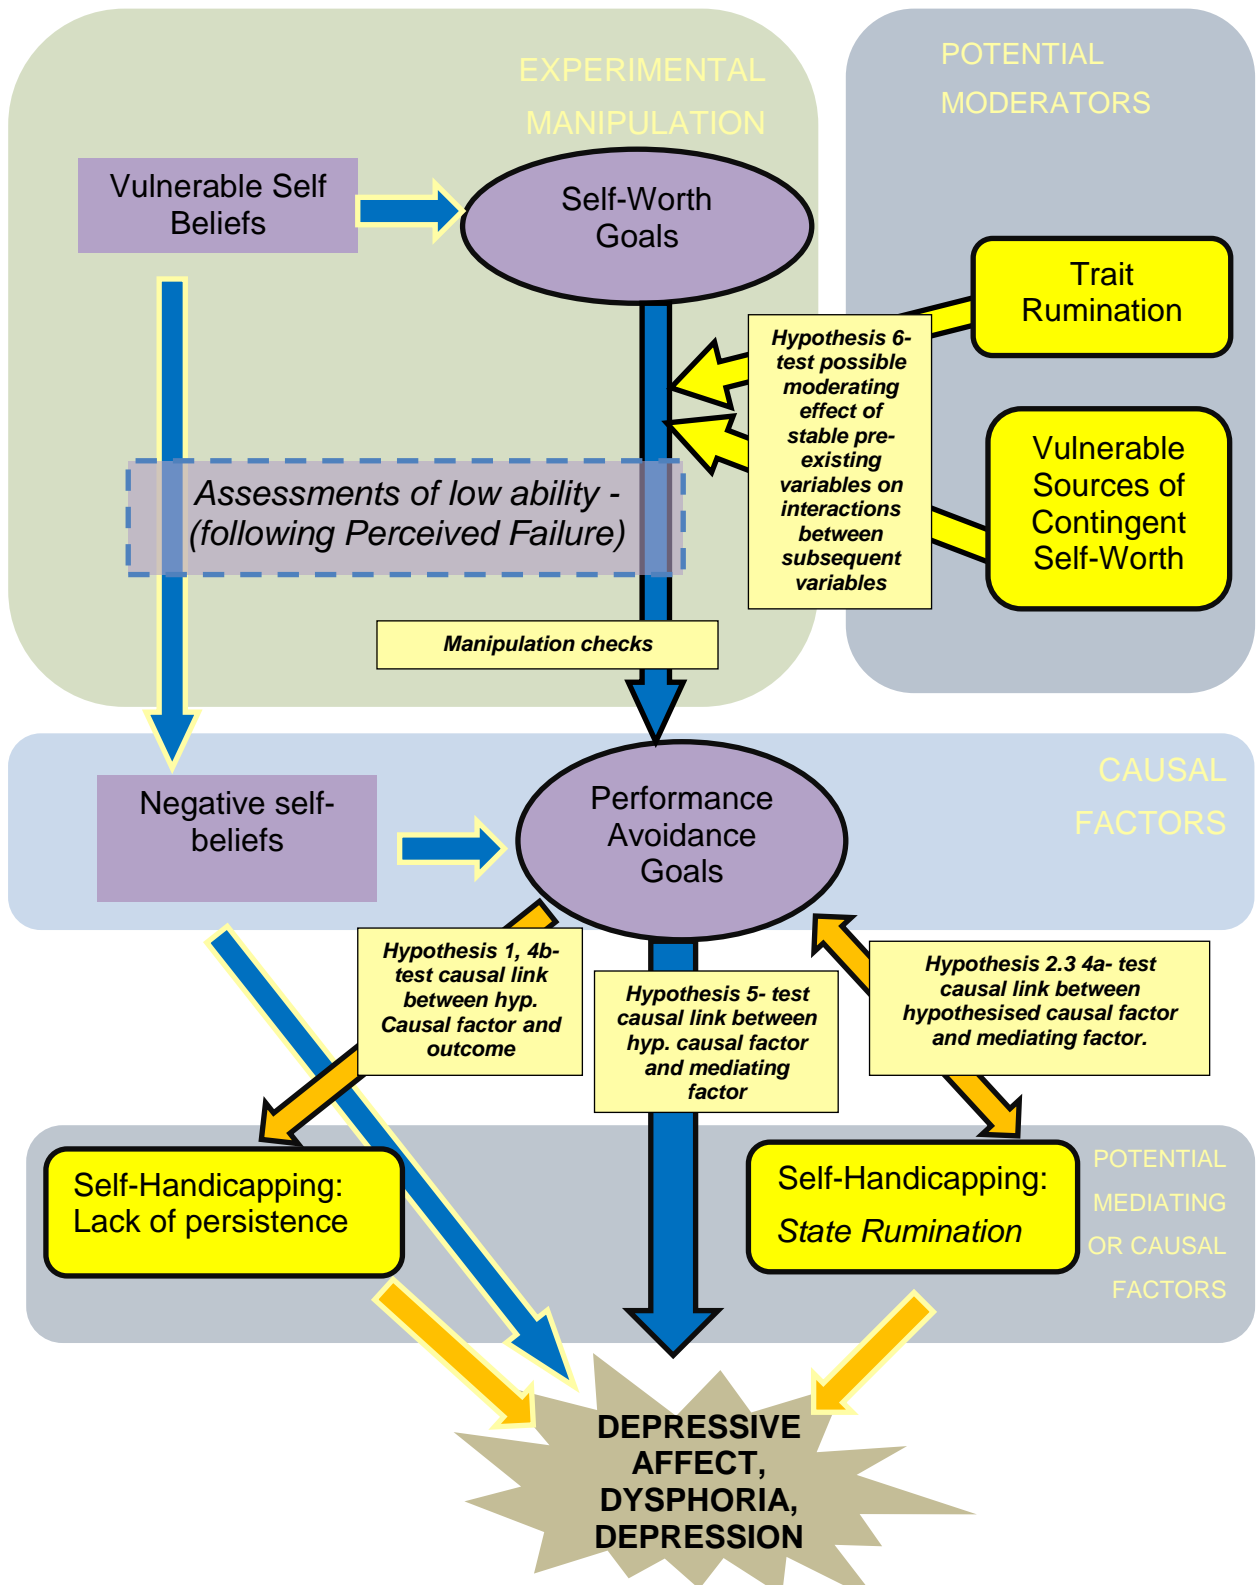 EXPERIMENTAL
MANIPULATION
POTENTIAL
MODERATORS
Vulnerable Self
Beliefs
Self-Worth
Goals
Trait
Rumination
Hypothesis 6-
test possible
moderating
effect of
stable pre-
existing
variables on
interactions
between
subsequent
variables
Vulnerable
Sources of
Contingent
Self-Worth
Assessments of low ability -
(following Perceived Failure)
Manipulation checks
CAUSAL
FACTORS
Negative self-
beliefs
Performance
Avoidance
Goals
Hypothesis 1, 4b-
test causal link
between hyp.
Causal factor and
outcome
Hypothesis 5- test
causal link between
hyp. causal factor
and mediating
factor
Hypothesis 2.3 4a- test
causal link between
hypothesised causal factor
and mediating factor.
Self-Handicapping:
Lack of persistence
Self-Handicapping:
State Rumination
POTENTIAL
MEDIATING
OR CAUSAL
FACTORS
DEPRESSIVE
AFFECT,
DYSPHORIA,
DEPRESSION